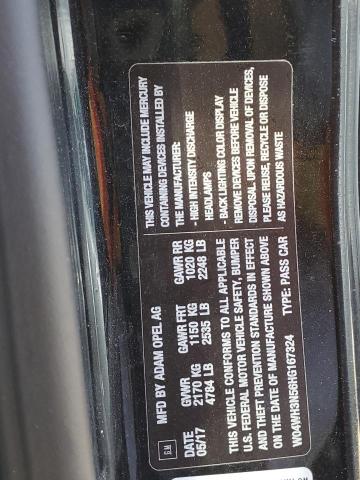 GM
MFD BY ADAM OPEL AG
DATE GVWR GAWR FRT GAWR RR
05/17 2170 KG 1150 KG 1020 KG
4784 LB 2535 LB 2248 LB
THIS VEHICLE CONFORMS TO ALL APPLICABLE
U.S. FEDERAL MOTOR VEHICLE SAFETY, BUMPER
AND THEFT PREVENTION STANDARDS IN EFFECT
ON THE DATE OF MANUFACTURE SHOWN ABOVE
W04WH3N56HG167324 TYPE: PASS CAR
THIS VEHICLE MAY INCLUDE MERCURY
CONTAINING DEVICES INSTALLED BY
THE MANUFACTURER:
- HIGH INTENSITY DISCHARGE
HEADLAMPS
- BACK LIGHTING COLOR DISPLAY
REMOVE DEVICES BEFORE VEHICLE
DISPOSAL UPON REMOVAL OF DEVICES,
PLEASE REUSE, RECYCLE OR DISPOSE
AS HAZARDOUS WASTE